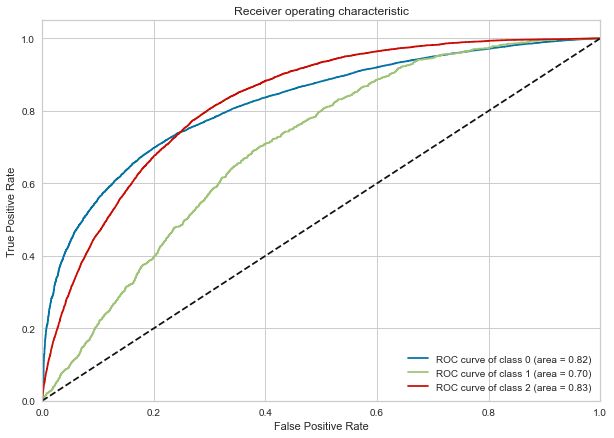 Receiver operating characteristic
1.0
0.8
0.6
0.4
0.2
0.0
True Positive Rate
ROC curve of class 0 (area = 0.82)
ROC curve of class 1 (area = 0.70)
ROC curve of class 2 (area = 0.83)
0.0 0.2 0.4 0.6 0.8 1.0
False Positive Rate